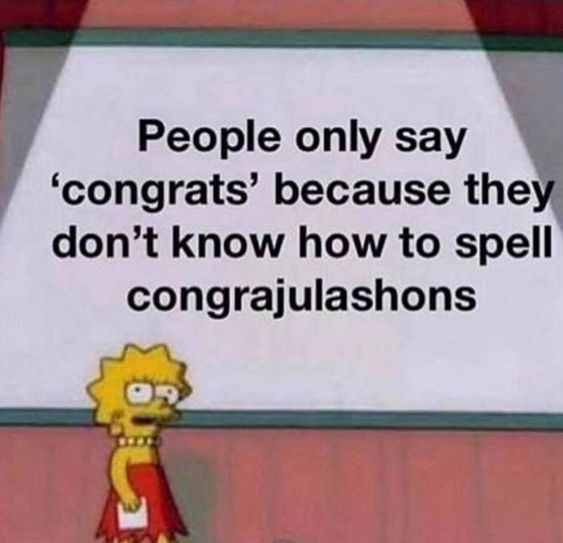 People only say
‘congrats’ because they
don’t know how to spell
congrajulashons